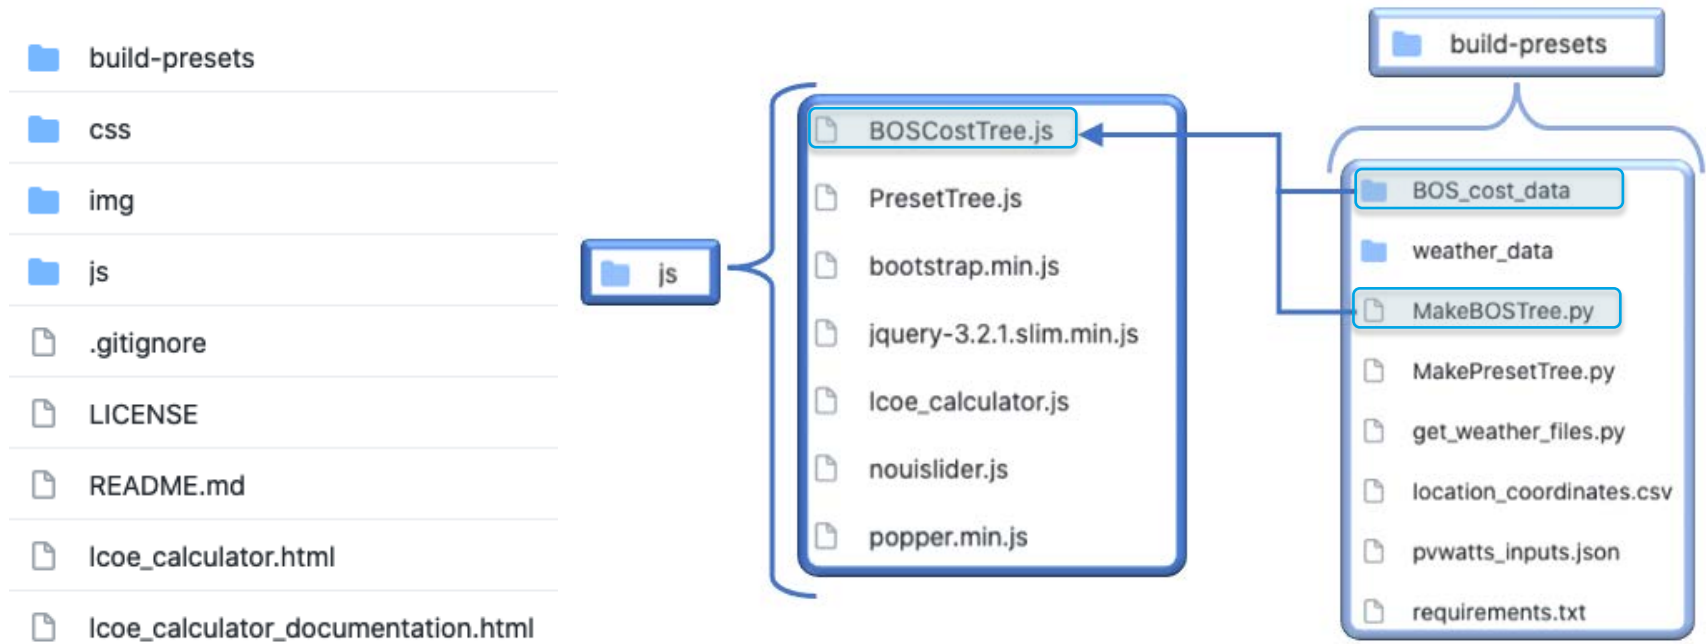 build-presets
css
img
js
.gitignore
LICENSE
README.md
lcoe_calculator.html
lcoe_calculator_documentation.html
js
BOSCostTree.js
PresetTree.js
bootstrap.min.js
jquery-3.2.1.slim.min.js
lcoe_calculator.js
nouislider.js
popper.min.js
build-presets
BOS_cost_data
weather_data
MakeBOSTree.py
MakePresetTree.py
get_weather_files.py
location_coordinates.csv
pvwatts_inputs.json
requirements.txt